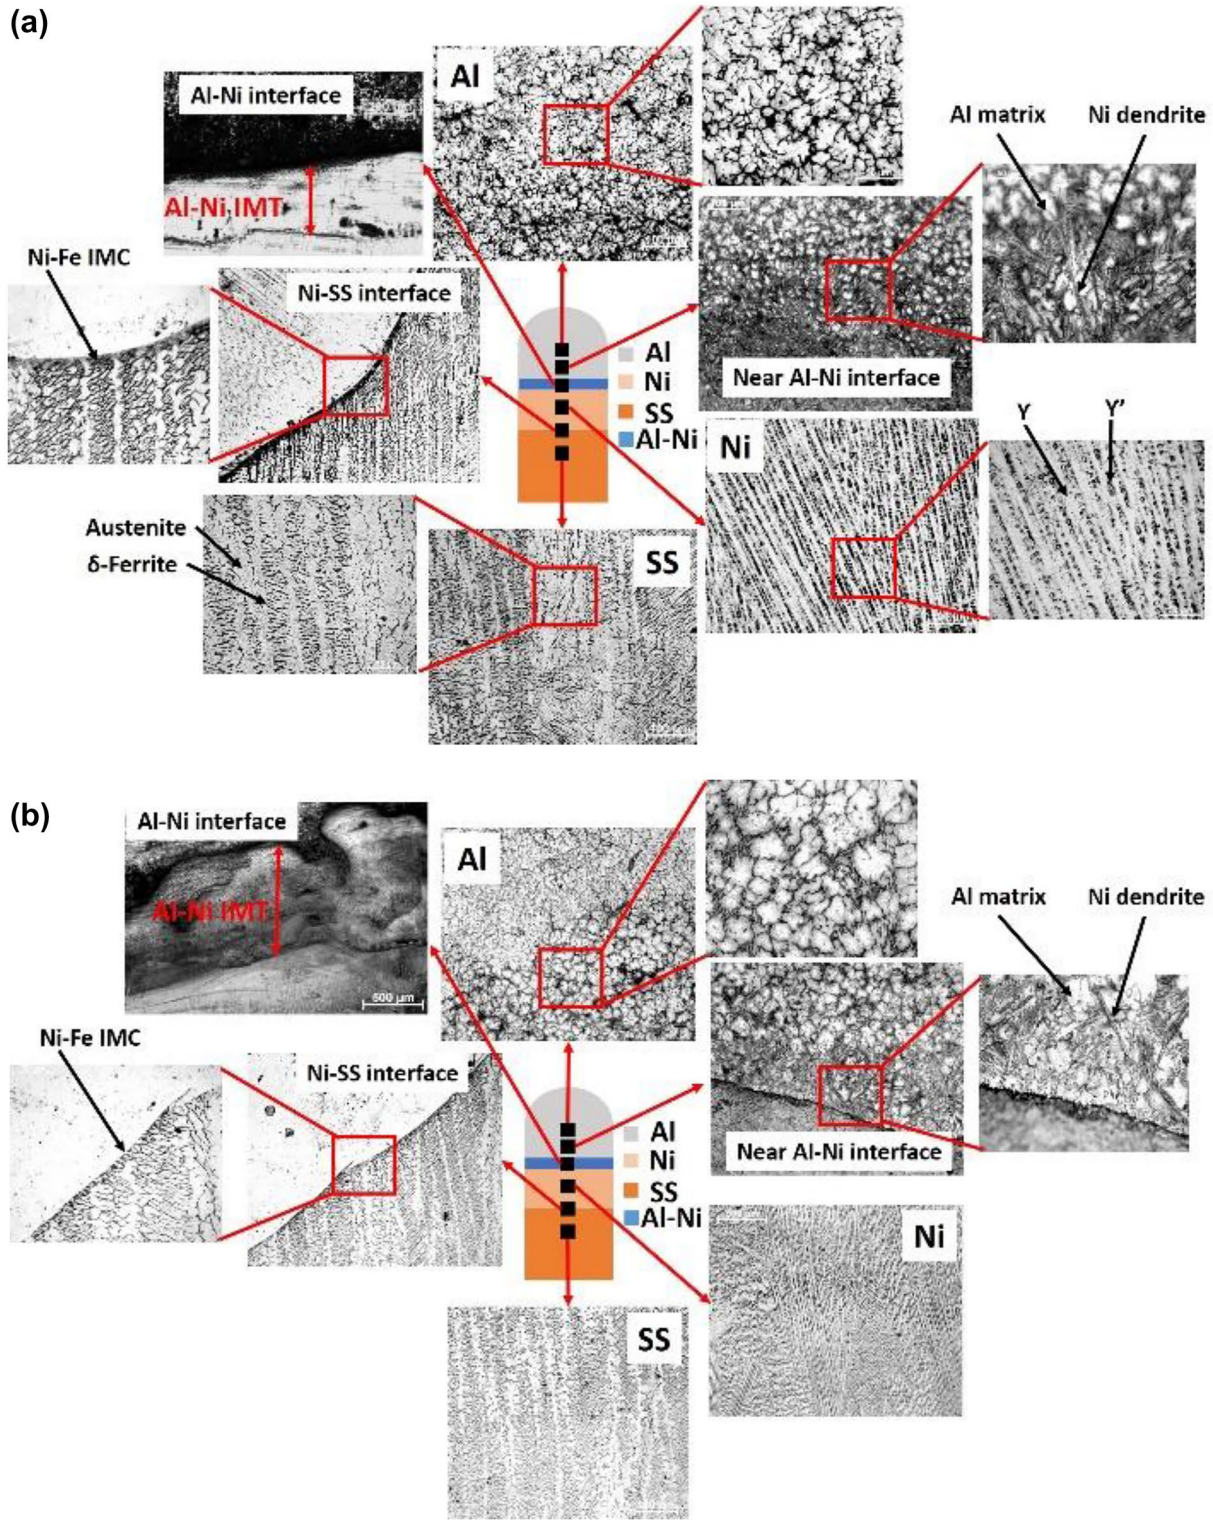 (a)
Al-Ni interface
Al
Al-Ni IMT
Al matrix
Ni dendrite
Ni-Fe IMC
Ni-SS interface
Near Al-Ni interface
Al
Ni
SS
Al-Ni
Ni
Y
Y’
Austenite
δ-Ferrite
SS
(b)
Al-Ni interface
Al
Al-Ni IMT
500 µm
Al matrix
Ni dendrite
Ni-Fe IMC
Ni-SS interface
Near Al-Ni interface
Al
Ni
SS
Al-Ni
Ni
SS